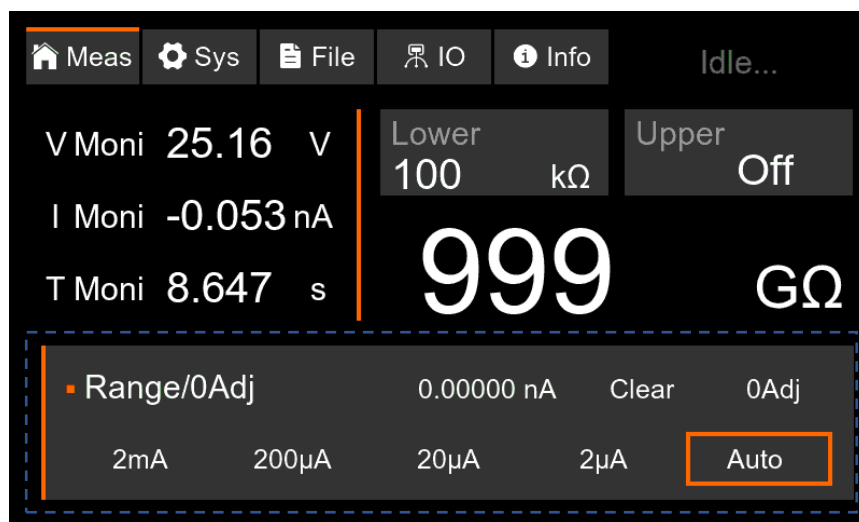 Meas Sys File IO Info Idle...
V Moni 25.16 V
Lower Upper
100 kΩ Off
I Moni -0.053 nA
999 GΩ
T Moni 8.647 s
Range/0Adj 0.00000 nA Clear 0Adj
2mA 200μA 20μA 2μA Auto